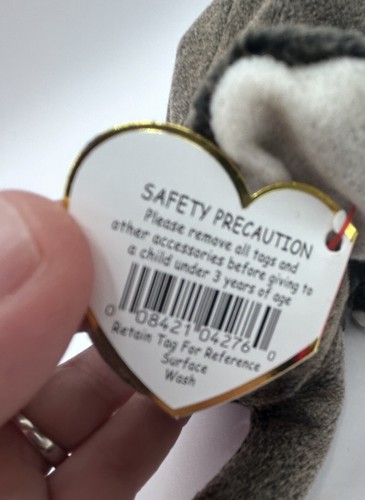 SAFETY PRECAUTION
Please remove all tags and
other accessories before giving to
a child under 3 years of age
0 08421 04276 0
Retain Tag For Reference
Surface
Wash